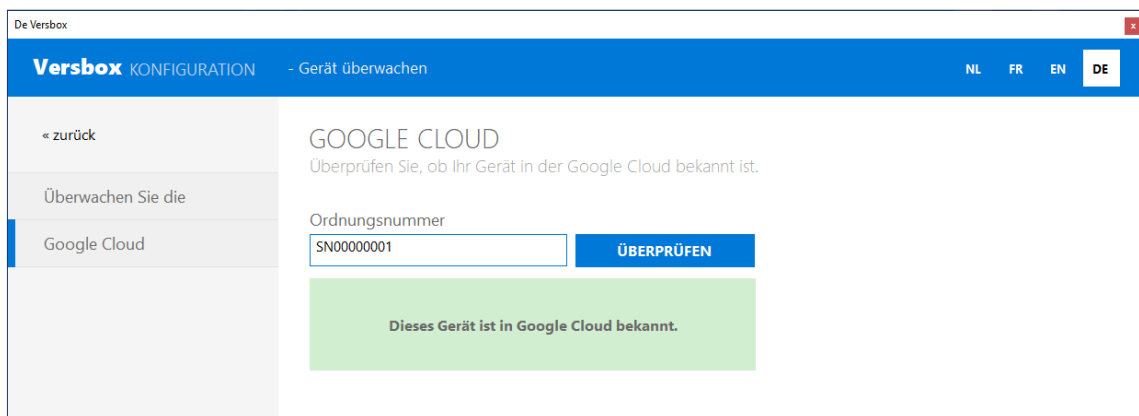 De Versbox
x
Versbox KONFIGURATION - Gerät überwachen NL FR EN DE
« zurück
Überwachen Sie die
Google Cloud
GOOGLE CLOUD
Überprüfen Sie, ob Ihr Gerät in der Google Cloud bekannt ist.
Ordnungsnummer
SN00000001 ÜBERPRÜFEN
Dieses Gerät ist in Google Cloud bekannt.